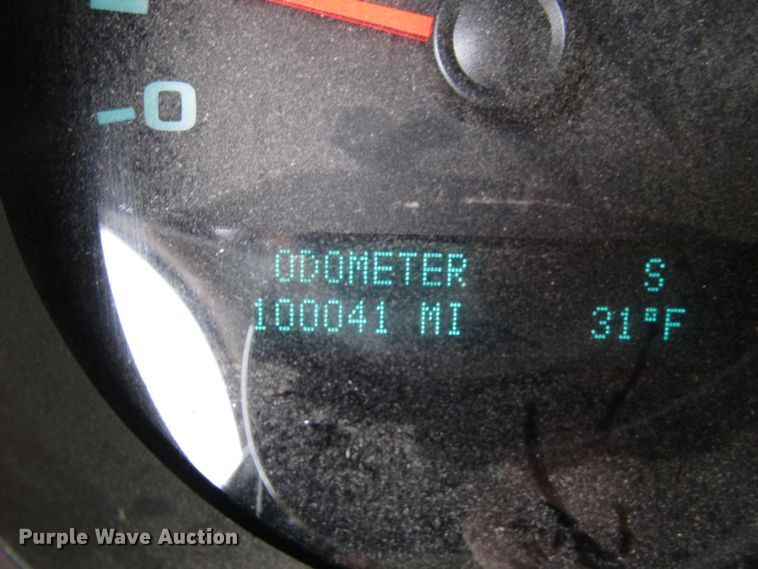 0
ODOMETER S
100041 MI 31°F
Purple Wave Auction®